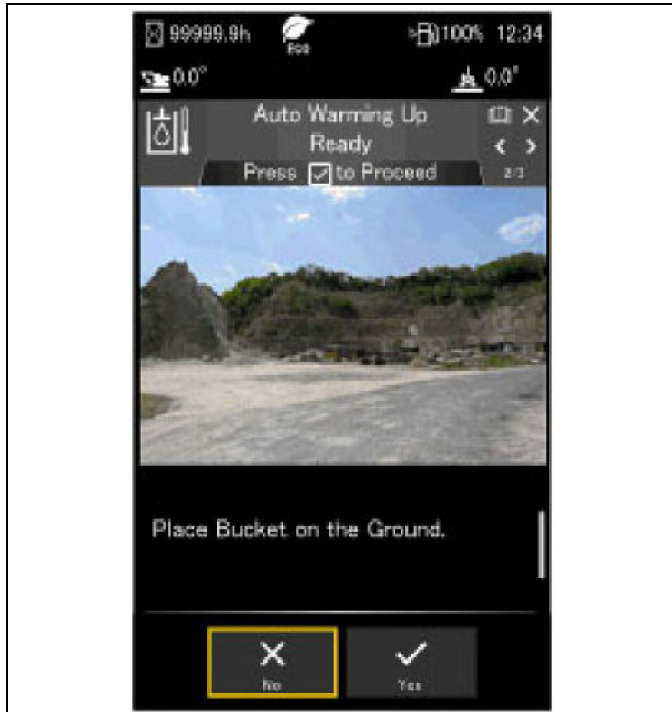 99999.9h Eco 100% 12:34
0.0° 0.0°
Auto Warming Up
Ready
Press to Proceed
2/3
Place Bucket on the Ground.
No Yes